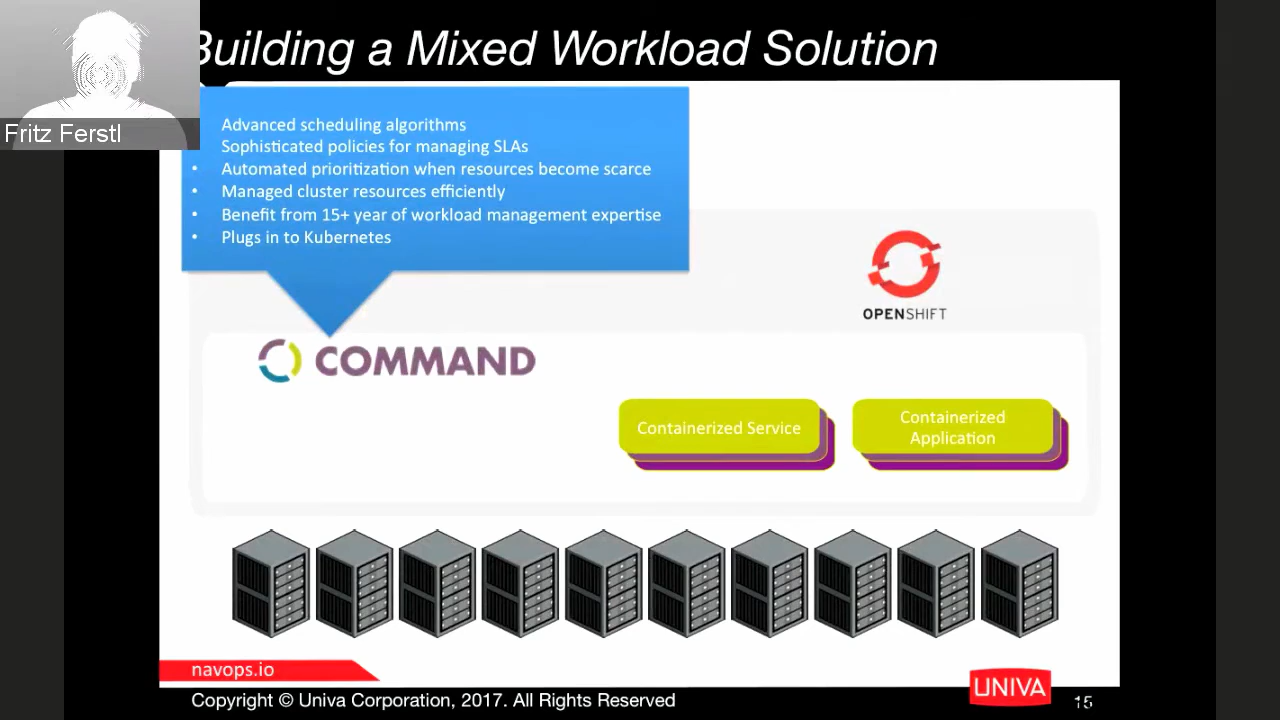 Building a Mixed Workload Solution
Fritz Ferstl
Advanced scheduling algorithms
Sophisticated policies for managing SLAs
• Automated prioritization when resources become scarce
• Managed cluster resources efficiently
• Benefit from 15+ year of workload management expertise
• Plugs in to Kubernetes
OPENSHIFT
COMMAND
Containerized Service
Containerized
Application
navops.io
UNIVA
Copyright © Univa Corporation, 2017. All Rights Reserved
15